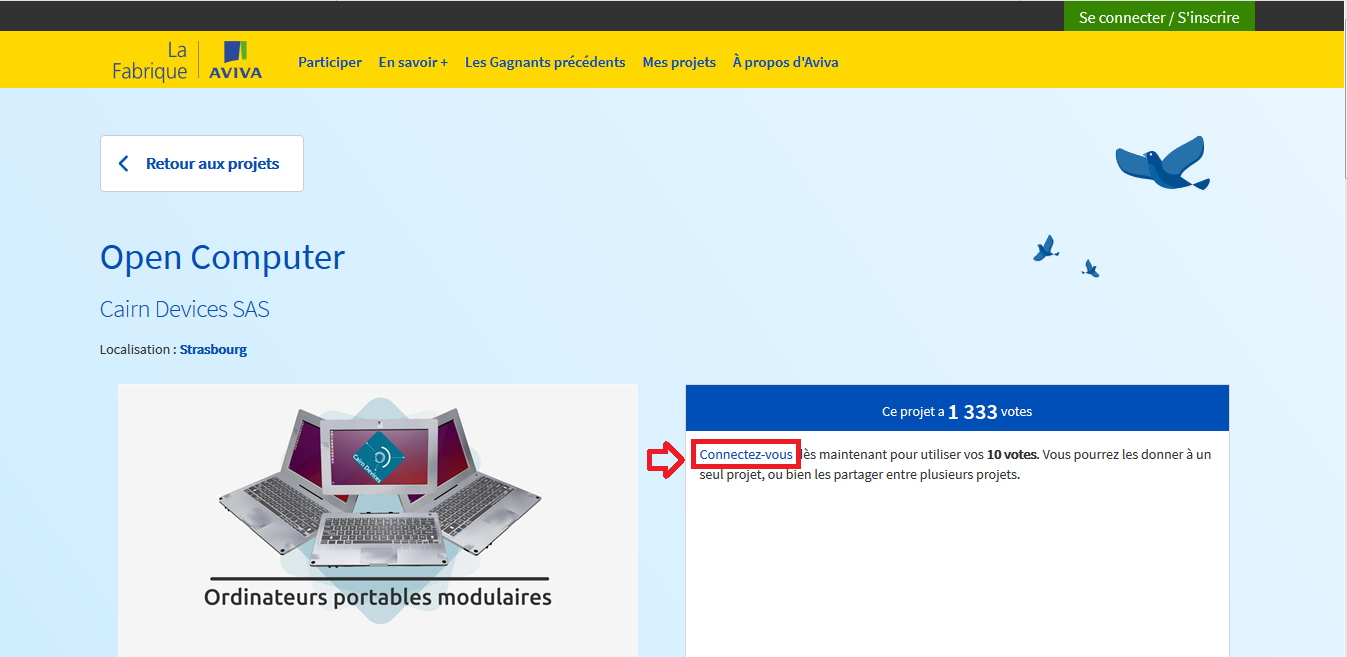 Se connecter / S'inscrire
La
Fabrique
AVIVA
Participer En savoir + Les Gagnants précédents Mes projets À propos d'Aviva
Retour aux projets
Open Computer
Cairn Devices SAS
Localisation : Strasbourg
Cairn Devices
Ordinateurs portables modulaires
Ce projet a 1 333 votes
Connectez-vous dès maintenant pour utiliser vos 10 votes. Vous pourrez les donner à un
seul projet, ou bien les partager entre plusieurs projets.